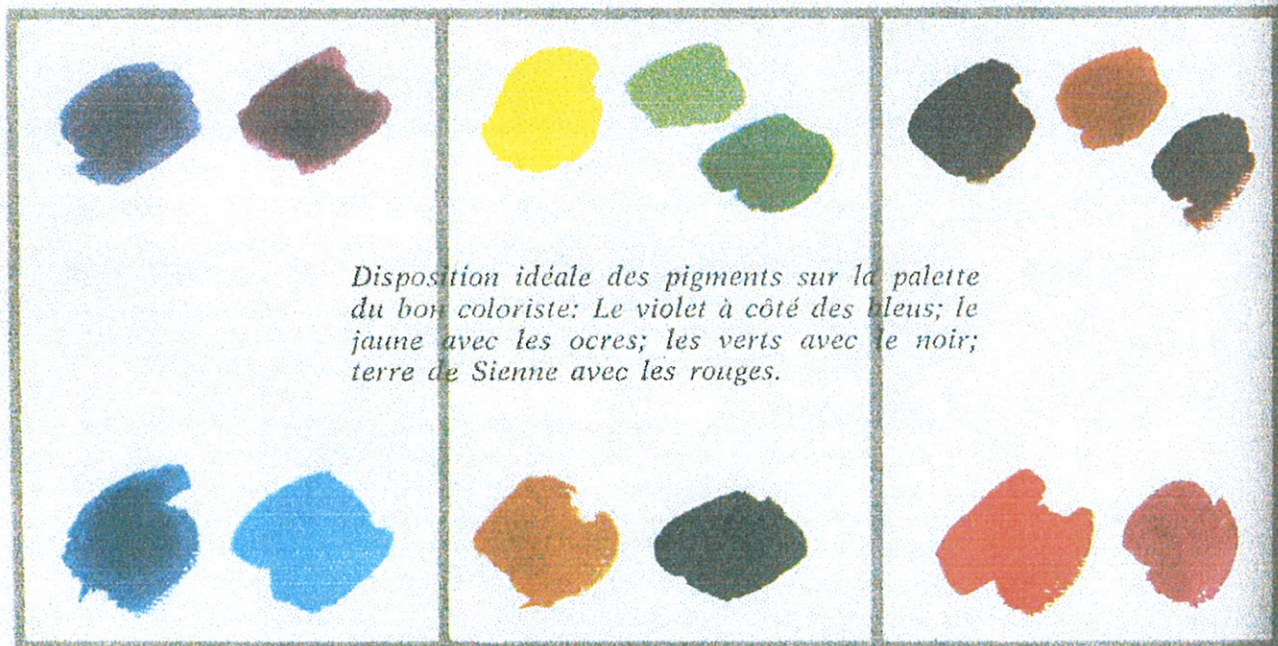 Disposition idéale des pigments sur la palette
du bon coloriste: Le violet à côté des bleus; le
jaune avec les ocres; les verts avec le noir;
terre de Sienne avec les rouges.